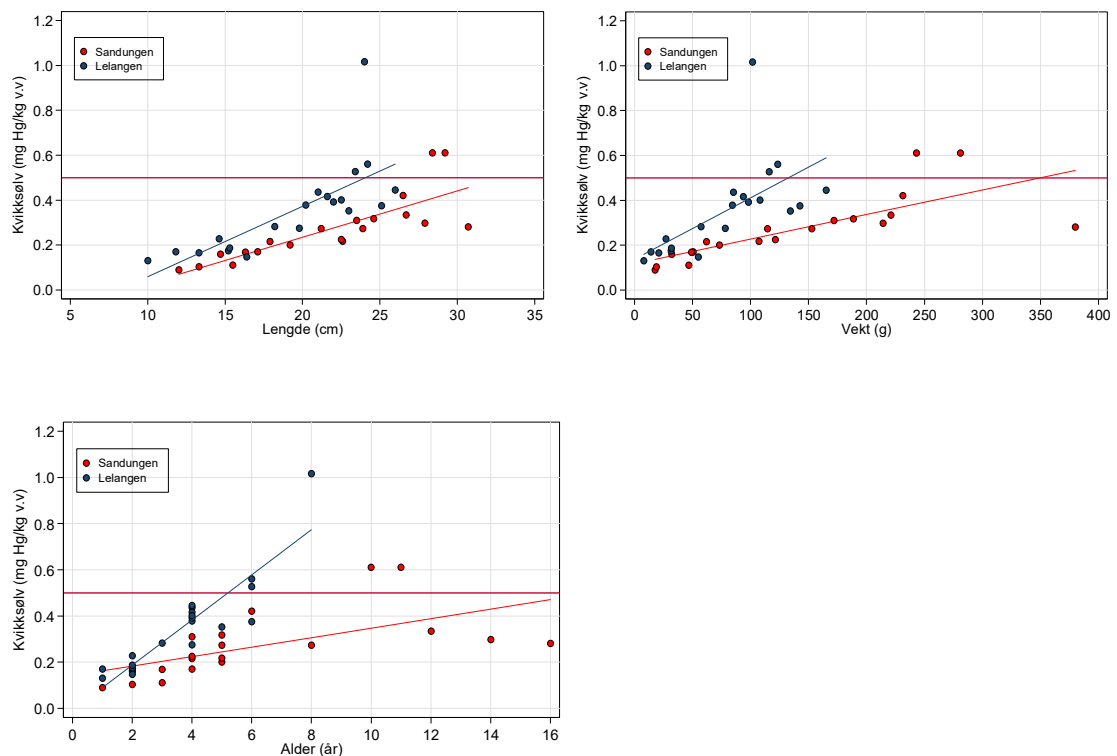 1.2
1.0
0.8
0.6
0.4
0.2
0.0
Kvikksølv (mg Hg/kg v.v)
Sandungen
Lelangen
5 10 15 20 25 30 35
Lengde (cm)
1.2
1.0
0.8
0.6
0.4
0.2
0.0
Kvikksølv (mg Hg/kg v.v)
Sandungen
Lelangen
0 50 100 150 200 250 300 350 400
Vekt (g)
1.2
1.0
0.8
0.6
0.4
0.2
0.0
Kvikksølv (mg Hg/kg v.v)
Sandungen
Lelangen
0 2 4 6 8 10 12 14 16
Alder (år)